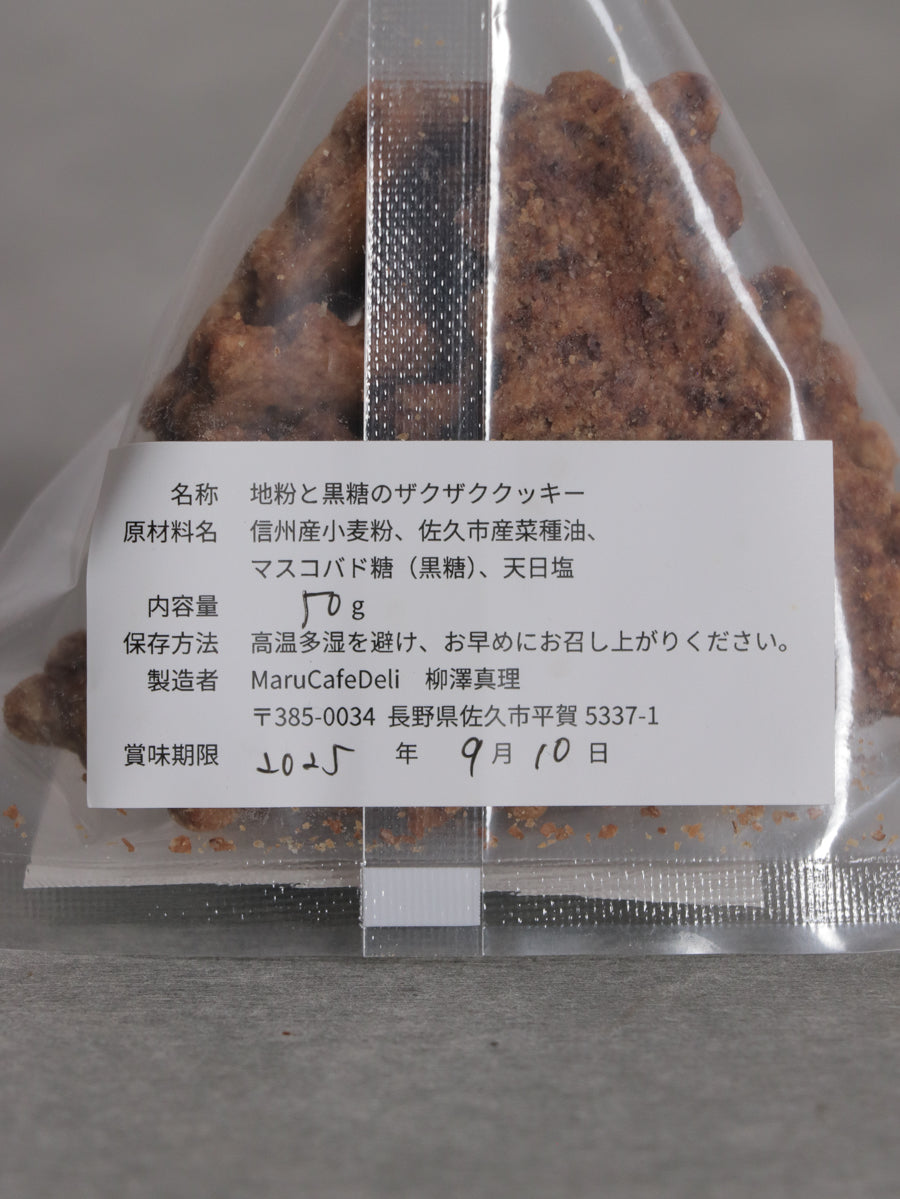 名称 地粉と黒糖のザクザククッキー
原材料名 信州産小麦粉、佐久市産菜種油、
マスコバド糖（黒糖）、天日塩
内容量 50g
保存方法 高温多湿を避け、お早めにお召し上がりください。
製造者 MaruCafeDeli 柳澤真理
〒385-0034 長野県佐久市平賀 5337-1
賞味期限 2025 年 9月 10 日